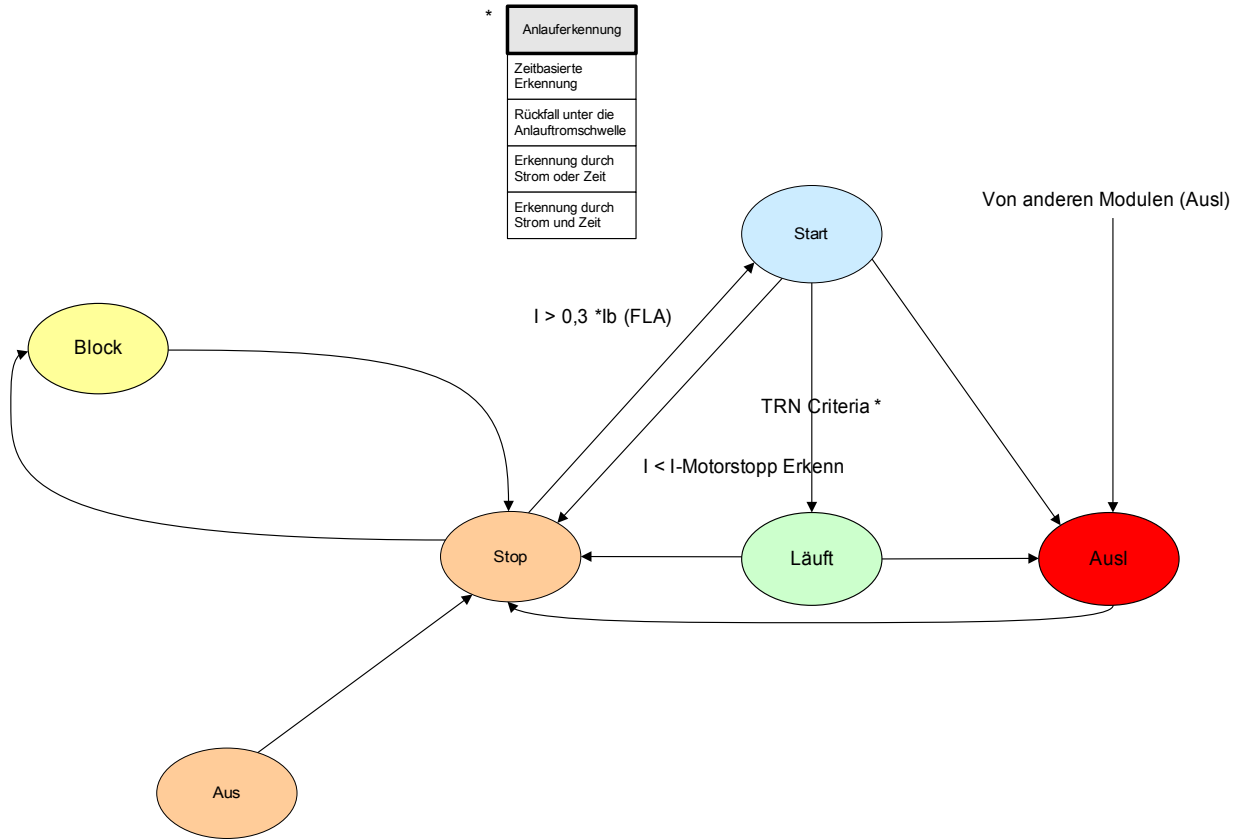 *
Anlauferkennung
Zeitbasierte
Erkennung
Rückfall unter die
Anlauftromschwelle
Erkennung durch
Strom oder Zeit
Erkennung durch
Strom und Zeit
Start
Von anderen Modulen (Ausl)
I > 0,3 *Ib (FLA)
Block
TRN Criteria *
I < I-Motorstopp Erkenn
Stop
Läuft
Ausl
Aus